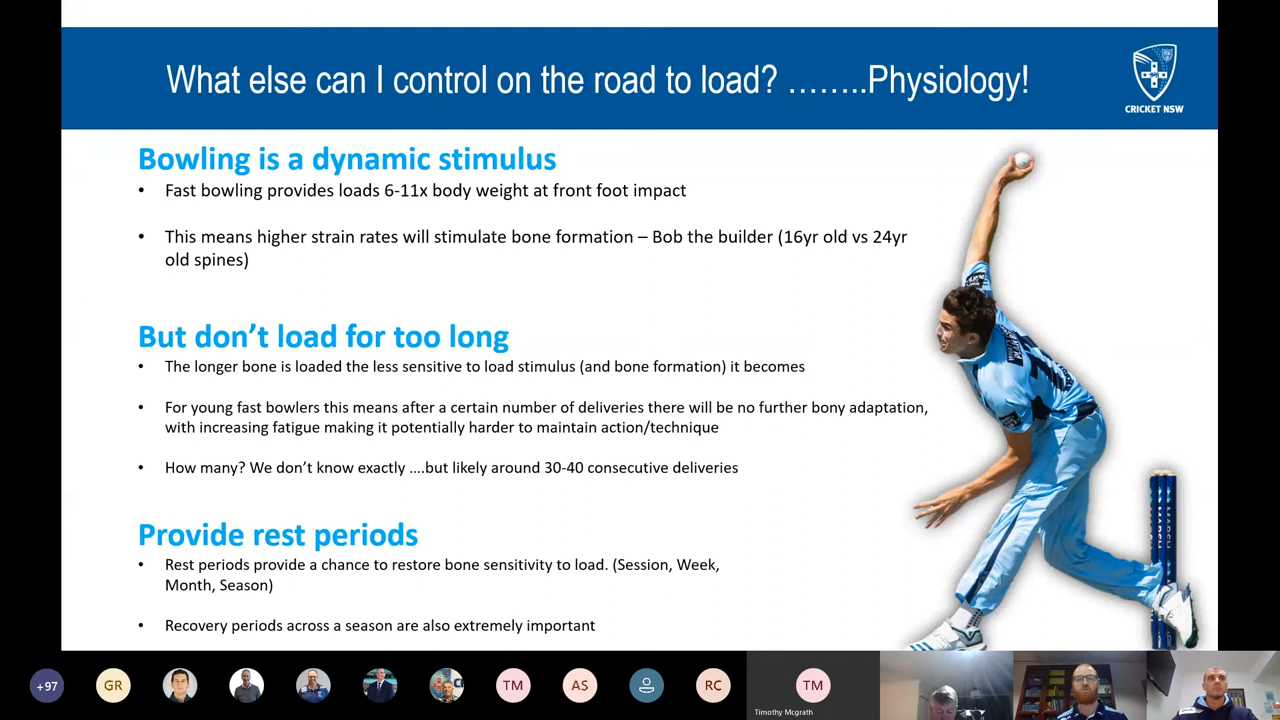 What else can I control on the road to load? ........Physiology!
CRICKET NSW
Bowling is a dynamic stimulus
• Fast bowling provides loads 6-11x body weight at front foot impact
• This means higher strain rates will stimulate bone formation – Bob the builder (16yr old vs 24yr
old spines)
But don't load for too long
• The longer bone is loaded the less sensitive to load stimulus (and bone formation) it becomes
• For young fast bowlers this means after a certain number of deliveries there will be no further bony adaptation,
with increasing fatigue making it potentially harder to maintain action/technique
• How many? We don't know exactly ....but likely around 30-40 consecutive deliveries
MARSH
Provide rest periods
• Rest periods provide a chance to restore bone sensitivity to load. (Session, Week,
Month, Season)
• Recovery periods across a season are also extremely important
+97
GR
TM
AS
RC
TM
Timothy Mcgrath